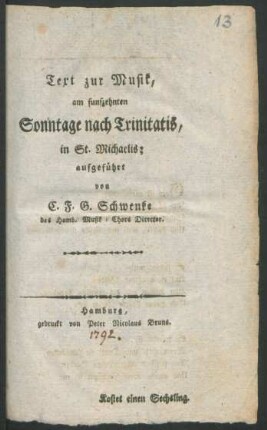 13
Text zur Musik,
am funfzehnten
Sonntage nach Trinitatis,
in St. Michaelis;
aufgeführt
von
C. F. G. Schwenke
des Hamb. Musik-Chors Director.
Hamburg,
gedruckt von Peter Nicolaus Bruns.
1792.
Kostet einen Sechsling.